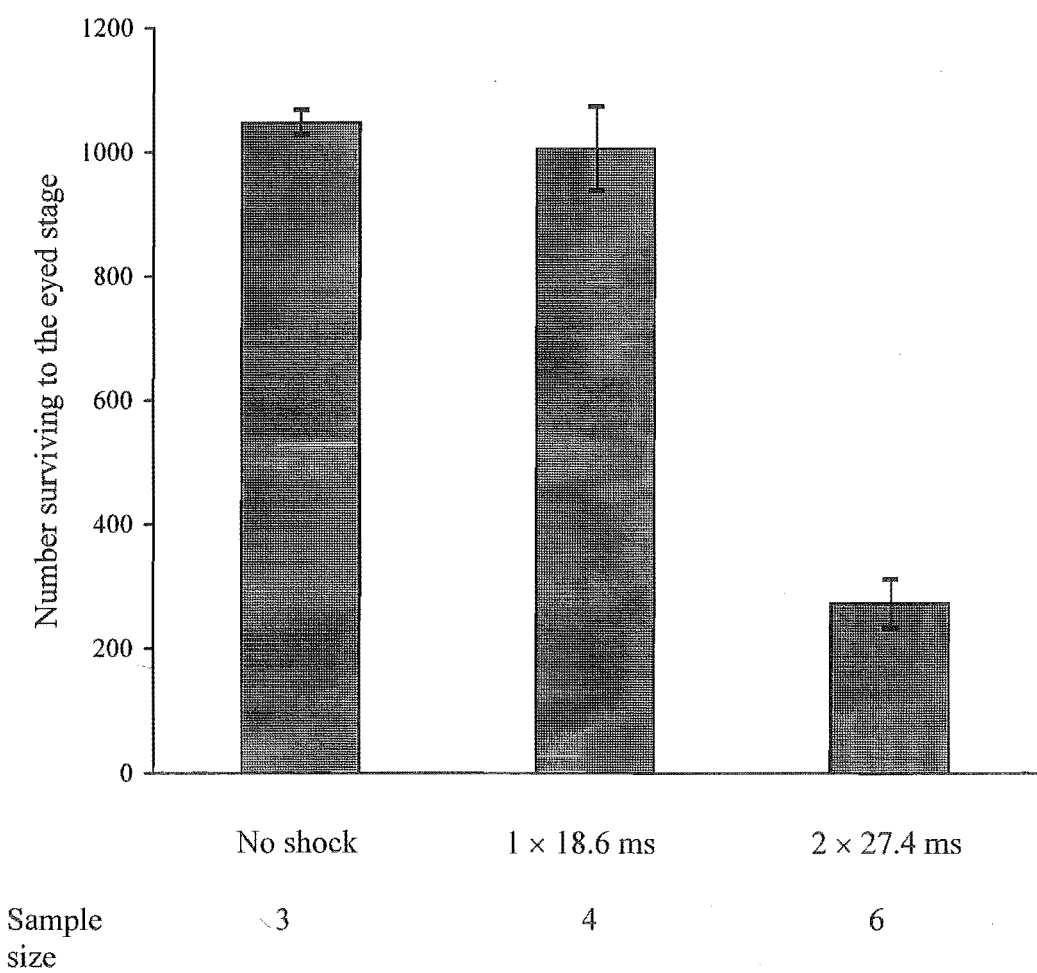 1200
1000
800
600
400
200
0
Number surviving to the eyed stage
No shock 1 × 18.6 ms 2 × 27.4 ms
Sample size 3 4 6